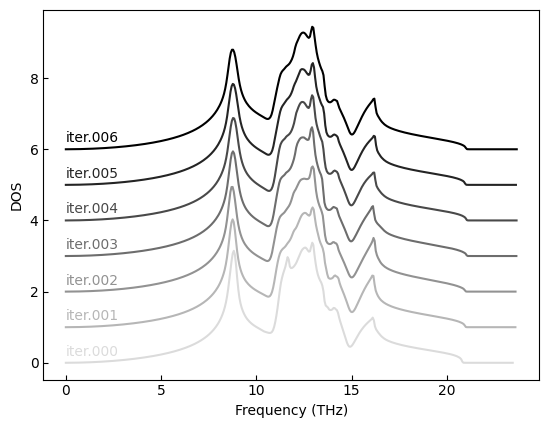 8
6
4
2
0
DOS
iter.006
iter.005
iter.004
iter.003
iter.002
iter.001
iter.000
0 5 10 15 20
Frequency (THz)